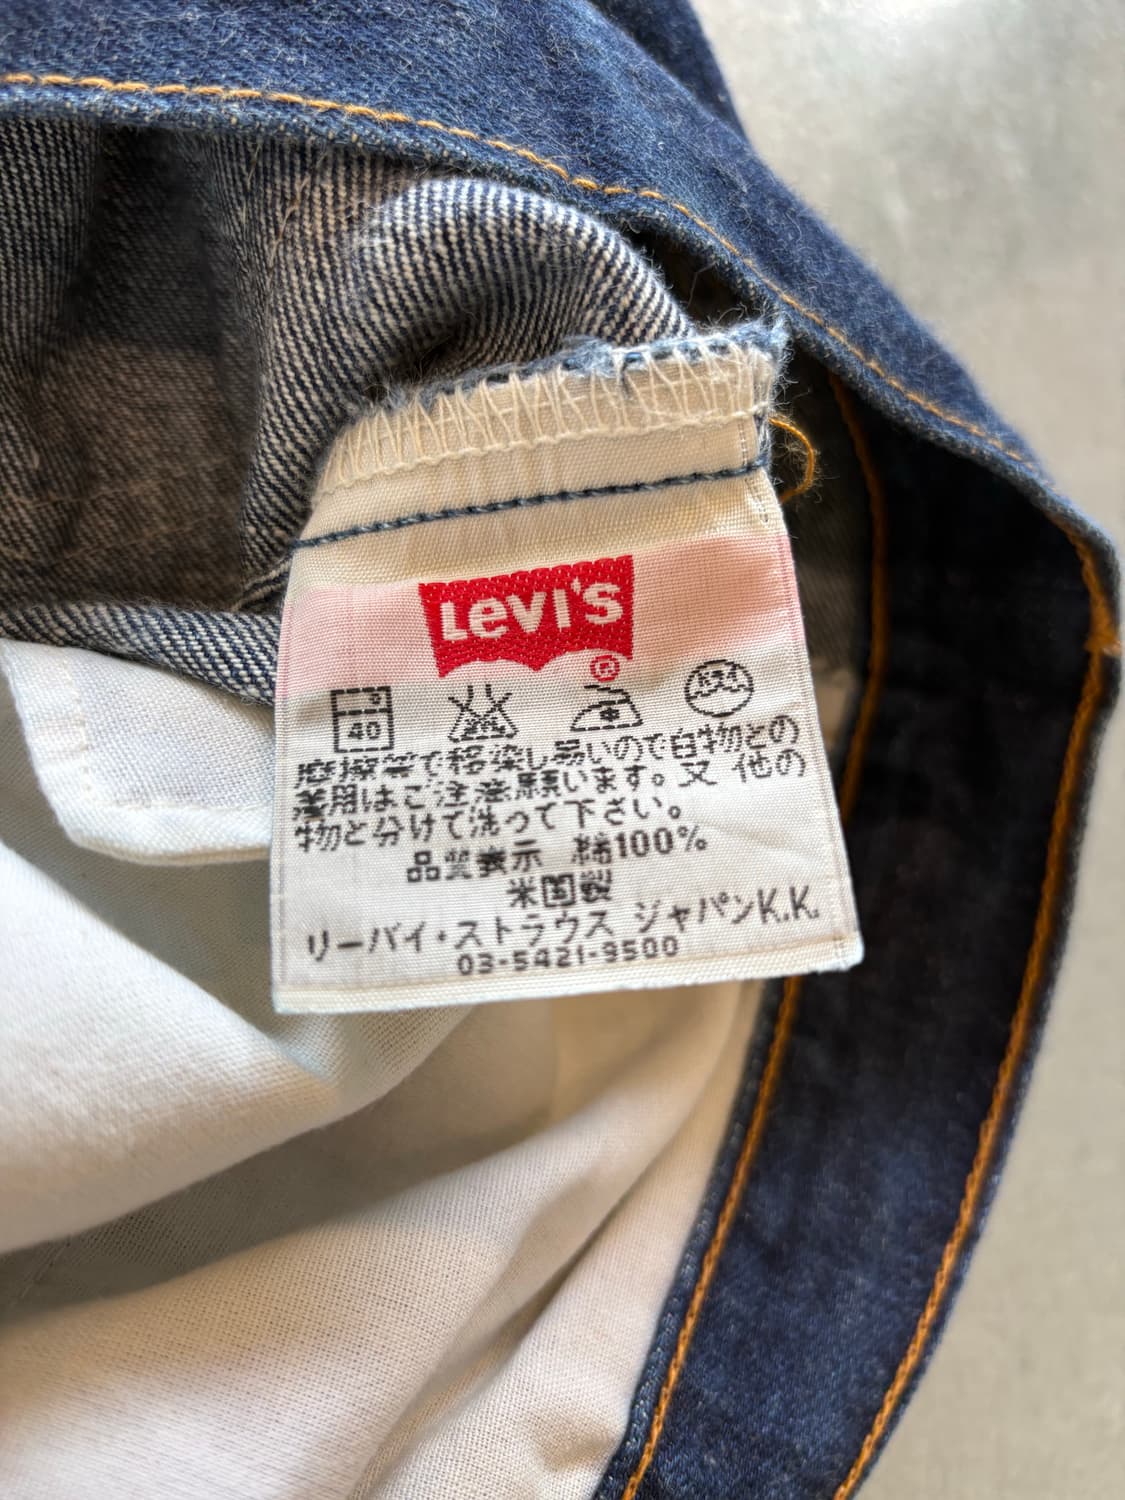 LEVI'S
®
40
摩擦等で移染し易いので白物との
着用はご注意願います。又 他の
物と分けて洗って下さい。
品質表示 綿100%
米国製
リーバイ・ストラウス ジャパンK.K.
03-5421-9500